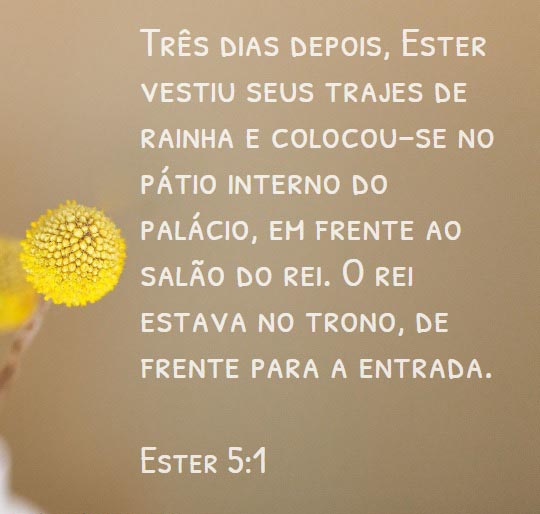 Três dias depois, Ester
vestiu seus trajes de
rainha e colocou-se no
pátio interno do
palácio, em frente ao
salão do rei. O rei
estava no trono, de
frente para a entrada.
Ester 5:1